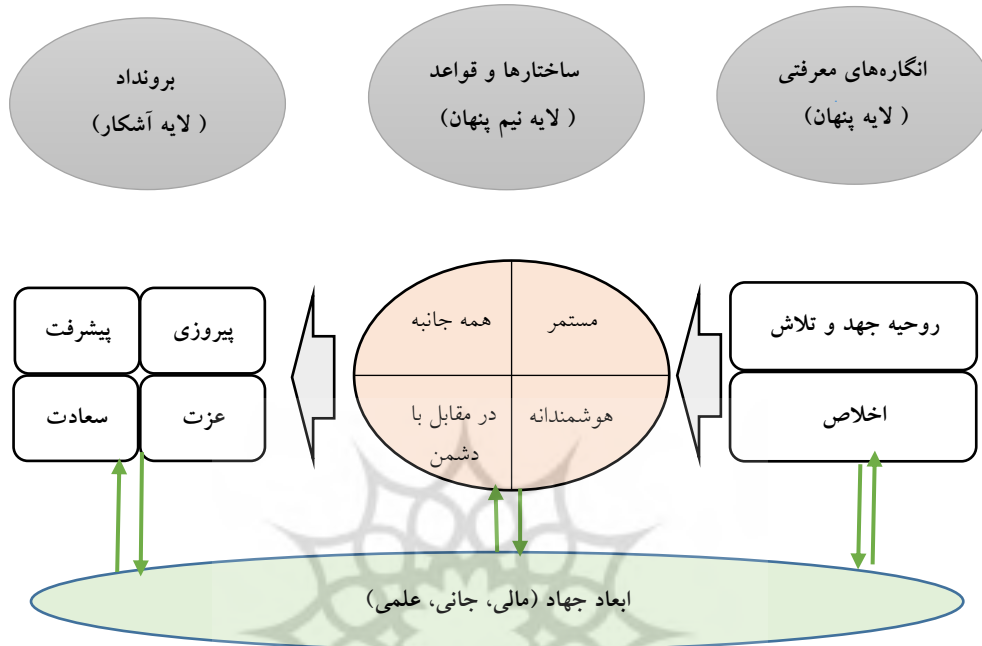 انگاره‌های معرفتی
( لایه پنهان)
ساختارها و قواعد
( لایه نیم پنهان)
برونداد
( لایه آشکار)
روحیه جهد و تلاش
اخلاص
مستمر
همه جانبه
هوشمندانه
در مقابل با
دشمن
پیروزی
پیشرفت
عزت
سعادت
ابعاد جهاد (مالی، جانی، علمی)